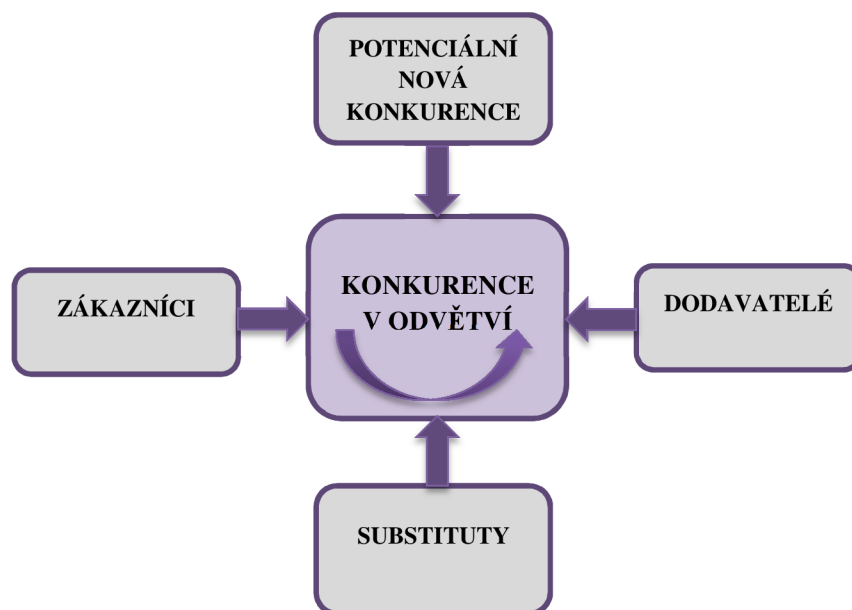 POTENCIÁLNÍ
NOVÁ
KONKURENCE
ZÁKAZNÍCI
KONKURENCE
V ODVĚTVÍ
DODAVATELÉ
SUBSTITUTY